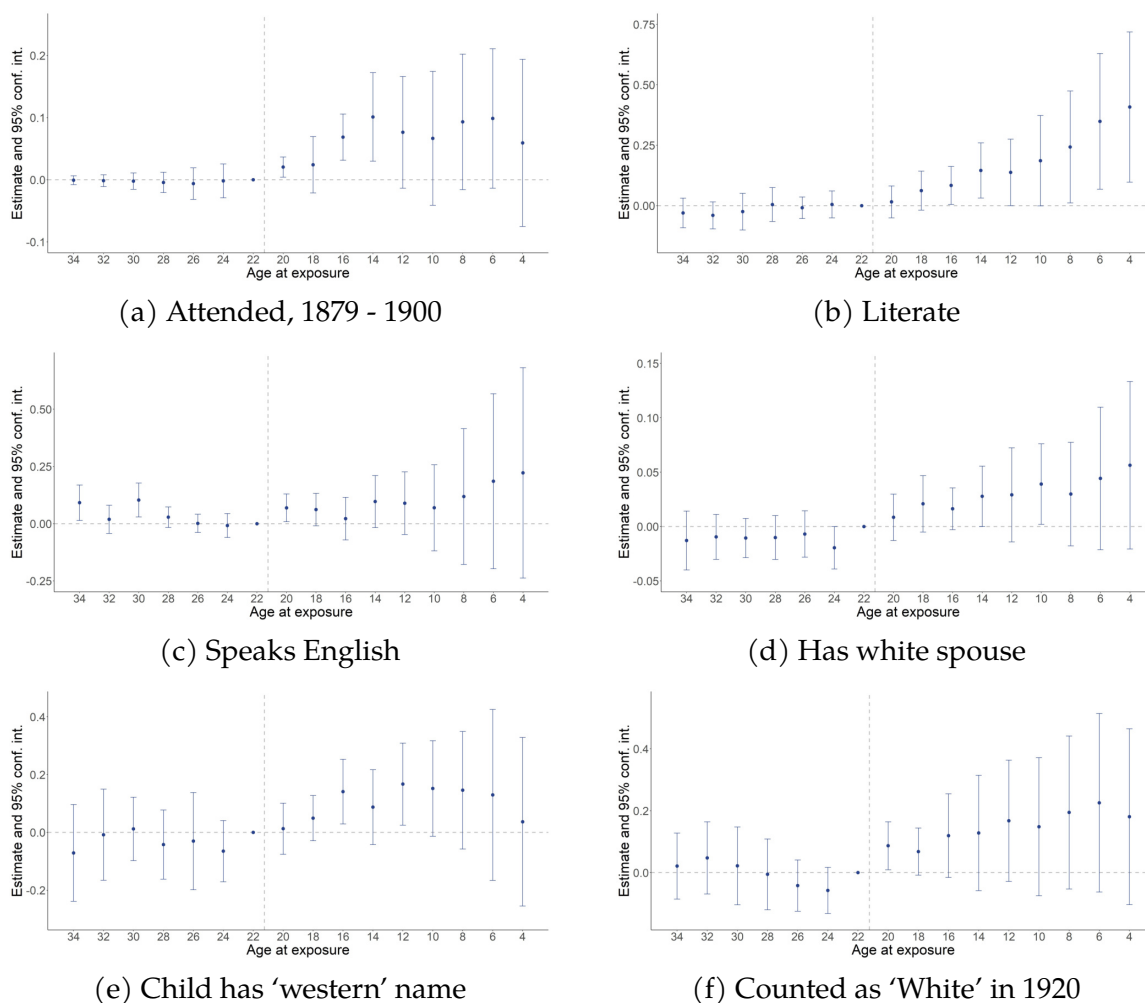 Estimate and 95% conf. int.
0.2
0.1
0.0
-0.1
34 32 30 28 26 24 22 20 18 16 14 12 10 8 6 4
Age at exposure
(a) Attended, 1879 - 1900
Estimate and 95% conf. int.
0.75
0.50
0.25
0.00
34 32 30 28 26 24 22 20 18 16 14 12 10 8 6 4
Age at exposure
(b) Literate
Estimate and 95% conf. int.
0.50
0.25
0.00
-0.25
34 32 30 28 26 24 22 20 18 16 14 12 10 8 6 4
Age at exposure
(c) Speaks English
Estimate and 95% conf. int.
0.15
0.10
0.05
0.00
-0.05
34 32 30 28 26 24 22 20 18 16 14 12 10 8 6 4
Age at exposure
(d) Has white spouse
Estimate and 95% conf. int.
0.4
0.2
0.0
-0.2
34 32 30 28 26 24 22 20 18 16 14 12 10 8 6 4
Age at exposure
(e) Child has ‘western’ name
Estimate and 95% conf. int.
0.4
0.2
0.0
34 32 30 28 26 24 22 20 18 16 14 12 10 8 6 4
Age at exposure
(f) Counted as ‘White’ in 1920